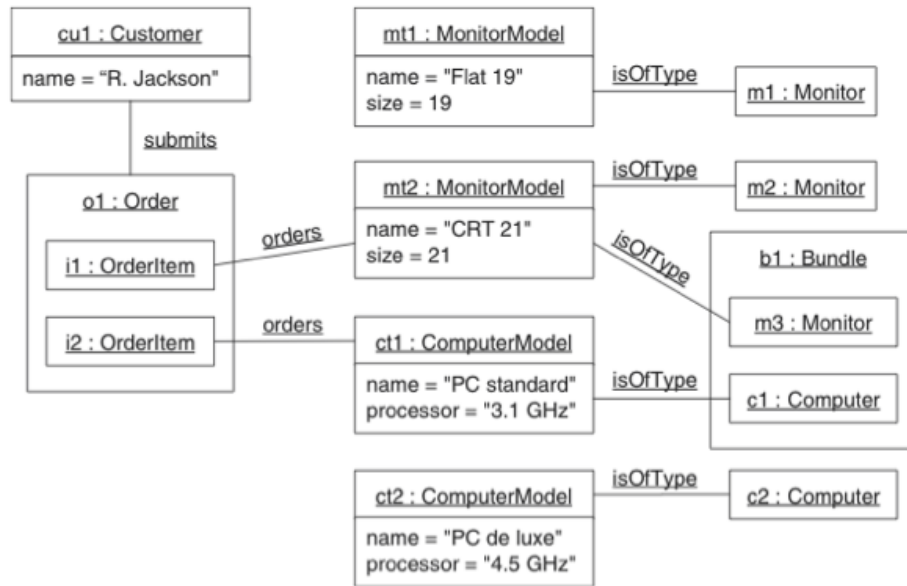 cu1 : Customer
name = “R. Jackson"
submits
o1 : Order
i1 : OrderItem
i2 : OrderItem
orders
orders
mt1 : MonitorModel
name = "Flat 19"
size = 19
isOfType
m1 : Monitor
mt2 : MonitorModel
name = "CRT 21"
size = 21
isOfType
m2 : Monitor
isOfType
b1 : Bundle
m3 : Monitor
ct1 : ComputerModel
name = "PC standard"
processor = "3.1 GHz"
isOfType
c1 : Computer
ct2 : ComputerModel
name = "PC de luxe"
processor = "4.5 GHz"
isOfType
c2 : Computer